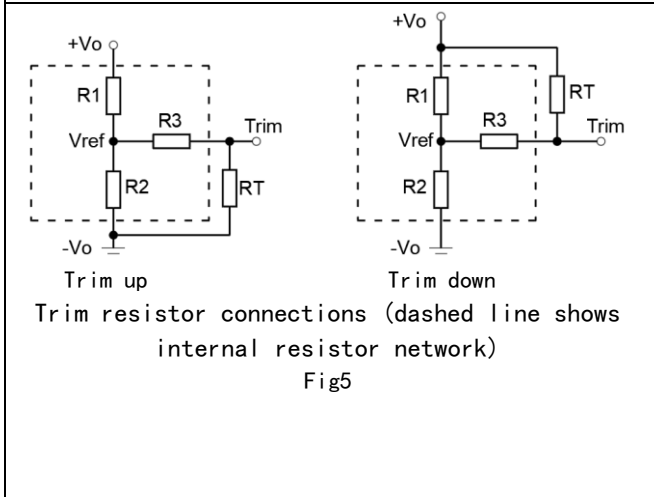 +Vo
R1
Vref
R3
Trim
R2
RT
-Vo
Trim up
+Vo
R1
RT
Vref
R3
Trim
R2
-Vo
Trim down
Trim resistor connections (dashed line shows
internal resistor network)
Fig5